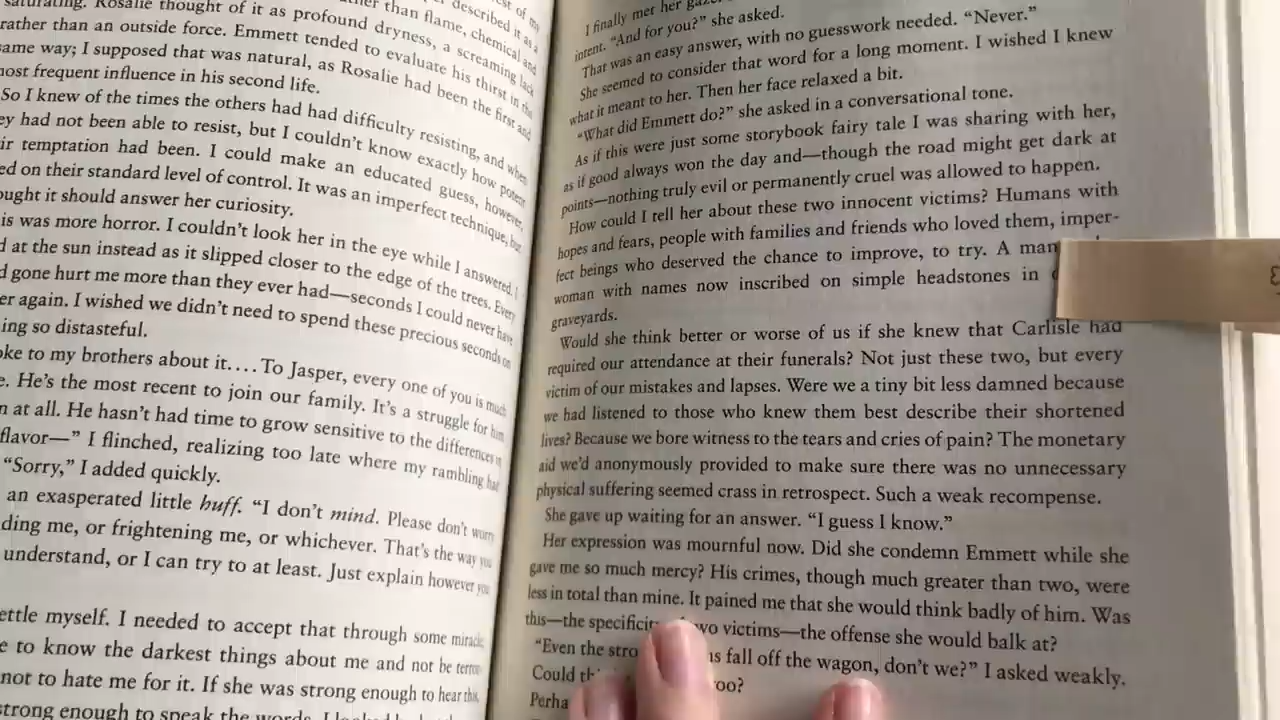 est of my
saturating. Rosalie thought of it as profound dryness, a screaming lack
rather than an outside force. Emmett tended to evaluate his thirst in the
same way; I supposed that was natural, as Rosalie had been the first and
most frequent influence in his second life.
So I knew of the times the others had had difficulty resisting, and when
ey had not been able to resist, but I couldn't know exactly how potent
ir temptation had been. I could make an educated guess, however,
ed on their standard level of control. It was an imperfect technique, but
ought it should answer her curiosity.
is was more horror. I couldn't look her in the eye while I answered. I
d at the sun instead as it slipped closer to the edge of the trees. Every
d gone hurt me more than they ever had—seconds I could never have
er again. I wished we didn't need to spend these precious seconds on
ing so distasteful.
oke to my brothers about it.... To Jasper, every one of you is much
e. He's the most recent to join our family. It's a struggle for him
n at all. He hasn't had time to grow sensitive to the differences in
flavor—" I flinched, realizing too late where my rambling had
"Sorry," I added quickly.
an exasperated little huff. "I don't mind. Please don't worry
ding me, or frightening me, or whichever. That's the way you
understand, or I can try to at least. Just explain however you
ettle myself. I needed to accept that through some miracle
e to know the darkest things about me and not be terror-
not to hate me for it. If she was strong enough to hear this,
strong enough to speak the words. I looked
I finally met her gaze
intent. "And for you?" she asked.
That was an easy answer, with no guesswork needed. "Never."
She seemed to consider that word for a long moment. I wished I knew
what it meant to her. Then her face relaxed a bit.
"What did Emmett do?" she asked in a conversational tone.
As if this were just some storybook fairy tale I was sharing with her,
as if good always won the day and—though the road might get dark at
points—nothing truly evil or permanently cruel was allowed to happen.
How could I tell her about these two innocent victims? Humans with
hopes and fears, people with families and friends who loved them, imper-
fect beings who deserved the chance to improve, to try. A man
woman with names now inscribed on simple headstones in
graveyards.
Would she think better or worse of us if she knew that Carlisle had
required our attendance at their funerals? Not just these two, but every
victim of our mistakes and lapses. Were we a tiny bit less damned because
we had listened to those who knew them best describe their shortened
lives? Because we bore witness to the tears and cries of pain? The monetary
aid we'd anonymously provided to make sure there was no unnecessary
physical suffering seemed crass in retrospect. Such a weak recompense.
She gave up waiting for an answer. "I guess I know."
Her expression was mournful now. Did she condemn Emmett while she
gave me so much mercy? His crimes, though much greater than two, were
less in total than mine. It pained me that she would think badly of him. Was
this—the specificity two victims—the offense she would balk at?
"Even the stro us fall off the wagon, don't we?" I asked weakly.
Could th too?
Perha